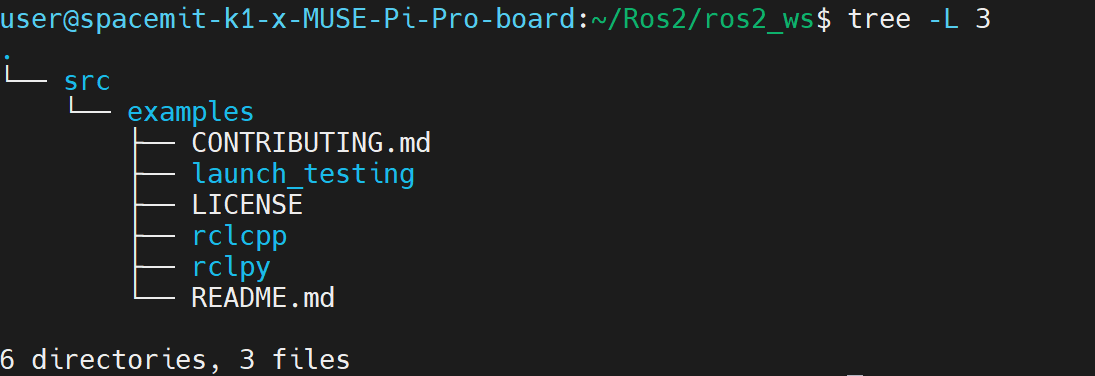 user@spacemit-k1-x-MUSE-Pi-Pro-board:~/Ros2/ros2_ws$ tree -L 3
.
└── src
    └── examples
        ├── CONTRIBUTING.md
        ├── launch_testing
        ├── LICENSE
        ├── rclcpp
        ├── rclpy
        └── README.md

6 directories, 3 files